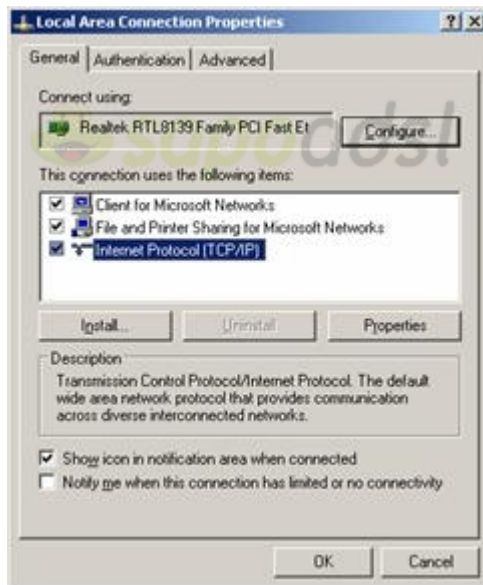 Local Area Connection Properties
General Authentication Advanced
Connect using:
Realtek RTL8139 Family PCI Fast Et
Configure...
supaadsl
This connection uses the following items:
Client for Microsoft Networks
File and Printer Sharing for Microsoft Networks
Internet Protocol (TCP/IP)
Install... Uninstall Properties
Description
Transmission Control Protocol/Internet Protocol. The default
wide area network protocol that provides communication
across diverse interconnected networks.
Show icon in notification area when connected
Notify me when this connection has limited or no connectivity
OK Cancel